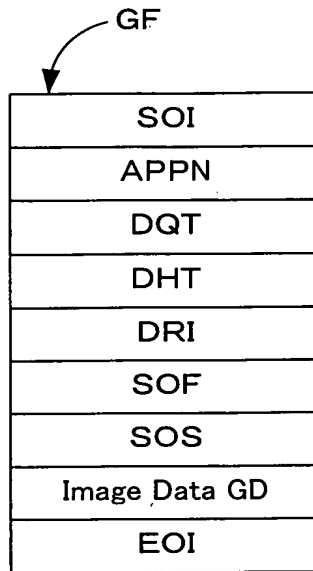 GF
SOI
APPN
DQT
DHT
DRI
SOF
SOS
Image Data GD
EOI